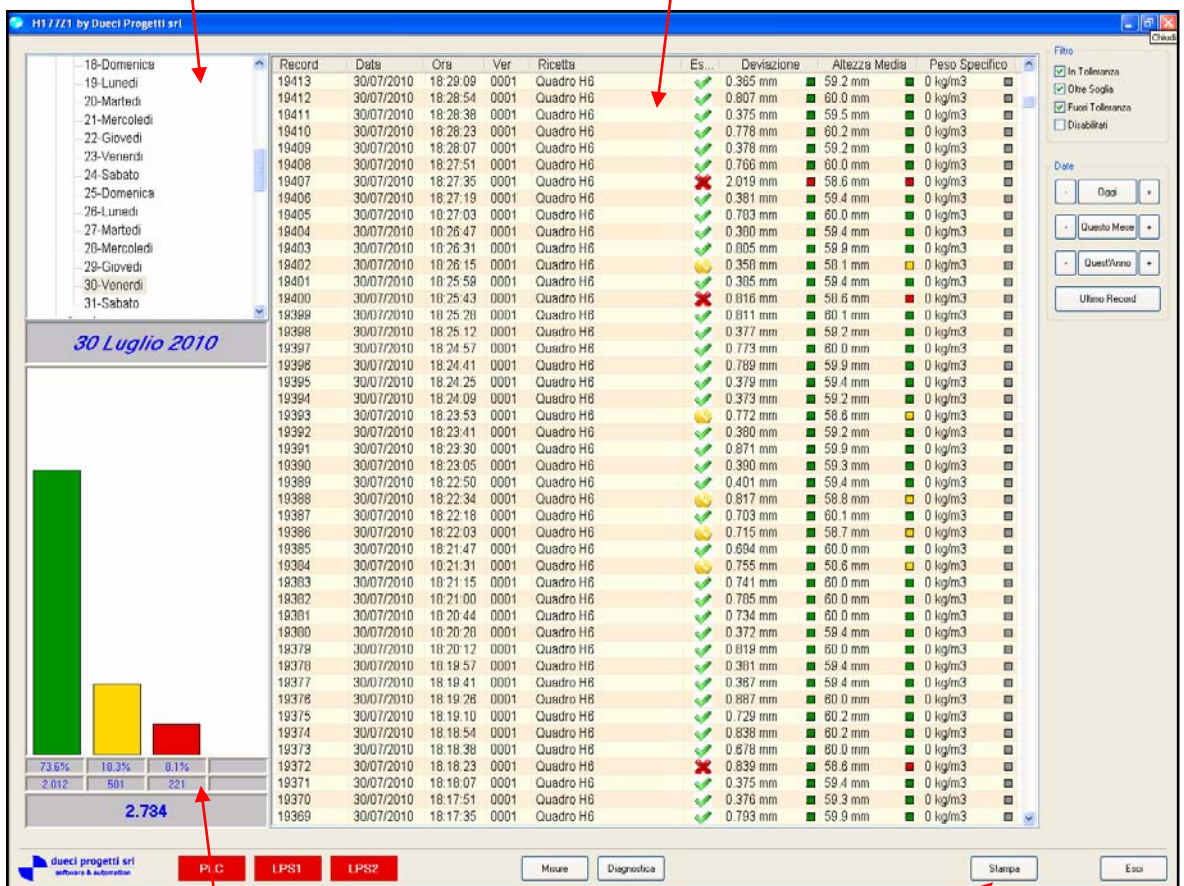 H177Z1 by Dueci Progetti srl
Chiudi
18-Domenica
19-Lunedì
20-Martedì
21-Mercoledì
22-Giovedì
23-Venerdì
24-Sabato
25-Domenica
26-Lunedì
27-Martedì
28-Mercoledì
29-Giovedì
30-Venerdì
31-Sabato
30 Luglio 2010
73.6% 18.3% 8.1%
2.012 501 221
2.734
Record Data Ora Ver Ricetta Es... Deviazione Altezza Media Peso Specifico
19413 30/07/2010 18:29:09 0001 Quadro H6 0.365 mm 59.2 mm 0 kg/m3
19412 30/07/2010 18:28:54 0001 Quadro H6 0.807 mm 60.0 mm 0 kg/m3
19411 30/07/2010 18:28:38 0001 Quadro H6 0.375 mm 59.5 mm 0 kg/m3
19410 30/07/2010 18:28:23 0001 Quadro H6 0.778 mm 60.2 mm 0 kg/m3
19409 30/07/2010 18:28:07 0001 Quadro H6 0.378 mm 59.2 mm 0 kg/m3
19408 30/07/2010 18:27:51 0001 Quadro H6 0.766 mm 60.0 mm 0 kg/m3
19407 30/07/2010 18:27:35 0001 Quadro H6 2.019 mm 58.6 mm 0 kg/m3
19406 30/07/2010 18:27:19 0001 Quadro H6 0.381 mm 59.4 mm 0 kg/m3
19405 30/07/2010 18:27:03 0001 Quadro H6 0.783 mm 60.0 mm 0 kg/m3
19404 30/07/2010 18:26:47 0001 Quadro H6 0.380 mm 59.4 mm 0 kg/m3
19403 30/07/2010 18:26:31 0001 Quadro H6 0.805 mm 59.9 mm 0 kg/m3
19402 30/07/2010 18:26:15 0001 Quadro H6 0.358 mm 58.1 mm 0 kg/m3
19401 30/07/2010 18:25:59 0001 Quadro H6 0.385 mm 59.4 mm 0 kg/m3
19400 30/07/2010 18:25:43 0001 Quadro H6 0.816 mm 58.6 mm 0 kg/m3
19399 30/07/2010 18:25:28 0001 Quadro H6 0.811 mm 60.1 mm 0 kg/m3
19398 30/07/2010 18:25:12 0001 Quadro H6 0.377 mm 59.2 mm 0 kg/m3
19397 30/07/2010 18:24:57 0001 Quadro H6 0.773 mm 60.0 mm 0 kg/m3
19396 30/07/2010 18:24:41 0001 Quadro H6 0.789 mm 59.9 mm 0 kg/m3
19395 30/07/2010 18:24:25 0001 Quadro H6 0.379 mm 59.4 mm 0 kg/m3
19394 30/07/2010 18:24:09 0001 Quadro H6 0.373 mm 59.2 mm 0 kg/m3
19393 30/07/2010 18:23:53 0001 Quadro H6 0.772 mm 58.6 mm 0 kg/m3
19392 30/07/2010 18:23:41 0001 Quadro H6 0.380 mm 59.2 mm 0 kg/m3
19391 30/07/2010 18:23:30 0001 Quadro H6 0.871 mm 59.9 mm 0 kg/m3
19390 30/07/2010 18:23:05 0001 Quadro H6 0.390 mm 59.3 mm 0 kg/m3
19389 30/07/2010 18:22:50 0001 Quadro H6 0.401 mm 59.4 mm 0 kg/m3
19388 30/07/2010 18:22:34 0001 Quadro H6 0.817 mm 58.8 mm 0 kg/m3
19387 30/07/2010 18:22:18 0001 Quadro H6 0.703 mm 60.1 mm 0 kg/m3
19386 30/07/2010 18:22:03 0001 Quadro H6 0.715 mm 58.7 mm 0 kg/m3
19385 30/07/2010 18:21:47 0001 Quadro H6 0.694 mm 60.0 mm 0 kg/m3
19384 30/07/2010 18:21:31 0001 Quadro H6 0.755 mm 58.6 mm 0 kg/m3
19383 30/07/2010 18:21:15 0001 Quadro H6 0.741 mm 60.0 mm 0 kg/m3
19382 30/07/2010 18:21:00 0001 Quadro H6 0.785 mm 60.0 mm 0 kg/m3
19381 30/07/2010 18:20:44 0001 Quadro H6 0.734 mm 60.0 mm 0 kg/m3
19380 30/07/2010 18:20:28 0001 Quadro H6 0.372 mm 59.4 mm 0 kg/m3
19379 30/07/2010 18:20:12 0001 Quadro H6 0.819 mm 60.0 mm 0 kg/m3
19378 30/07/2010 18:19:57 0001 Quadro H6 0.381 mm 59.4 mm 0 kg/m3
19377 30/07/2010 18:19:41 0001 Quadro H6 0.367 mm 59.4 mm 0 kg/m3
19376 30/07/2010 18:19:26 0001 Quadro H6 0.887 mm 60.0 mm 0 kg/m3
19375 30/07/2010 18:19:10 0001 Quadro H6 0.729 mm 60.2 mm 0 kg/m3
19374 30/07/2010 18:18:54 0001 Quadro H6 0.838 mm 60.2 mm 0 kg/m3
19373 30/07/2010 18:18:38 0001 Quadro H6 0.678 mm 60.0 mm 0 kg/m3
19372 30/07/2010 18:18:23 0001 Quadro H6 0.839 mm 58.6 mm 0 kg/m3
19371 30/07/2010 18:18:07 0001 Quadro H6 0.375 mm 59.4 mm 0 kg/m3
19370 30/07/2010 18:17:51 0001 Quadro H6 0.376 mm 59.3 mm 0 kg/m3
19369 30/07/2010 18:17:35 0001 Quadro H6 0.793 mm 59.9 mm 0 kg/m3
Filtro
In Tolleranza
Oltre Soglia
Fuori Tolleranza
Disabilitati
Date
- Oggi +
- Questo Mese +
- Quest'Anno +
Ultimo Record
dueci progetti srl
software & automation
PLC LPS1 LPS2 Misure Diagnostica Stampa Esci